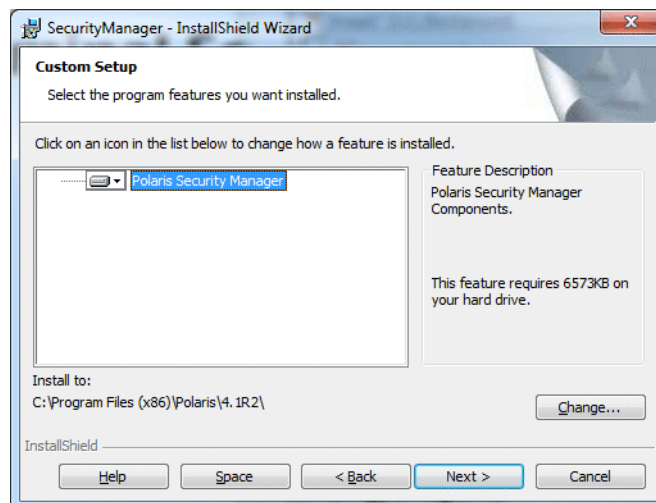 SecurityManager - InstallShield Wizard
Custom Setup
Select the program features you want installed.
Click on an icon in the list below to change how a feature is installed.
Polaris Security Manager
Feature Description
Polaris Security Manager
Components.
This feature requires 6573KB on
your hard drive.
Install to:
C:\Program Files (x86)\Polaris\4.1R2\
Change...
InstallShield
Help
Space
< Back
Next >
Cancel